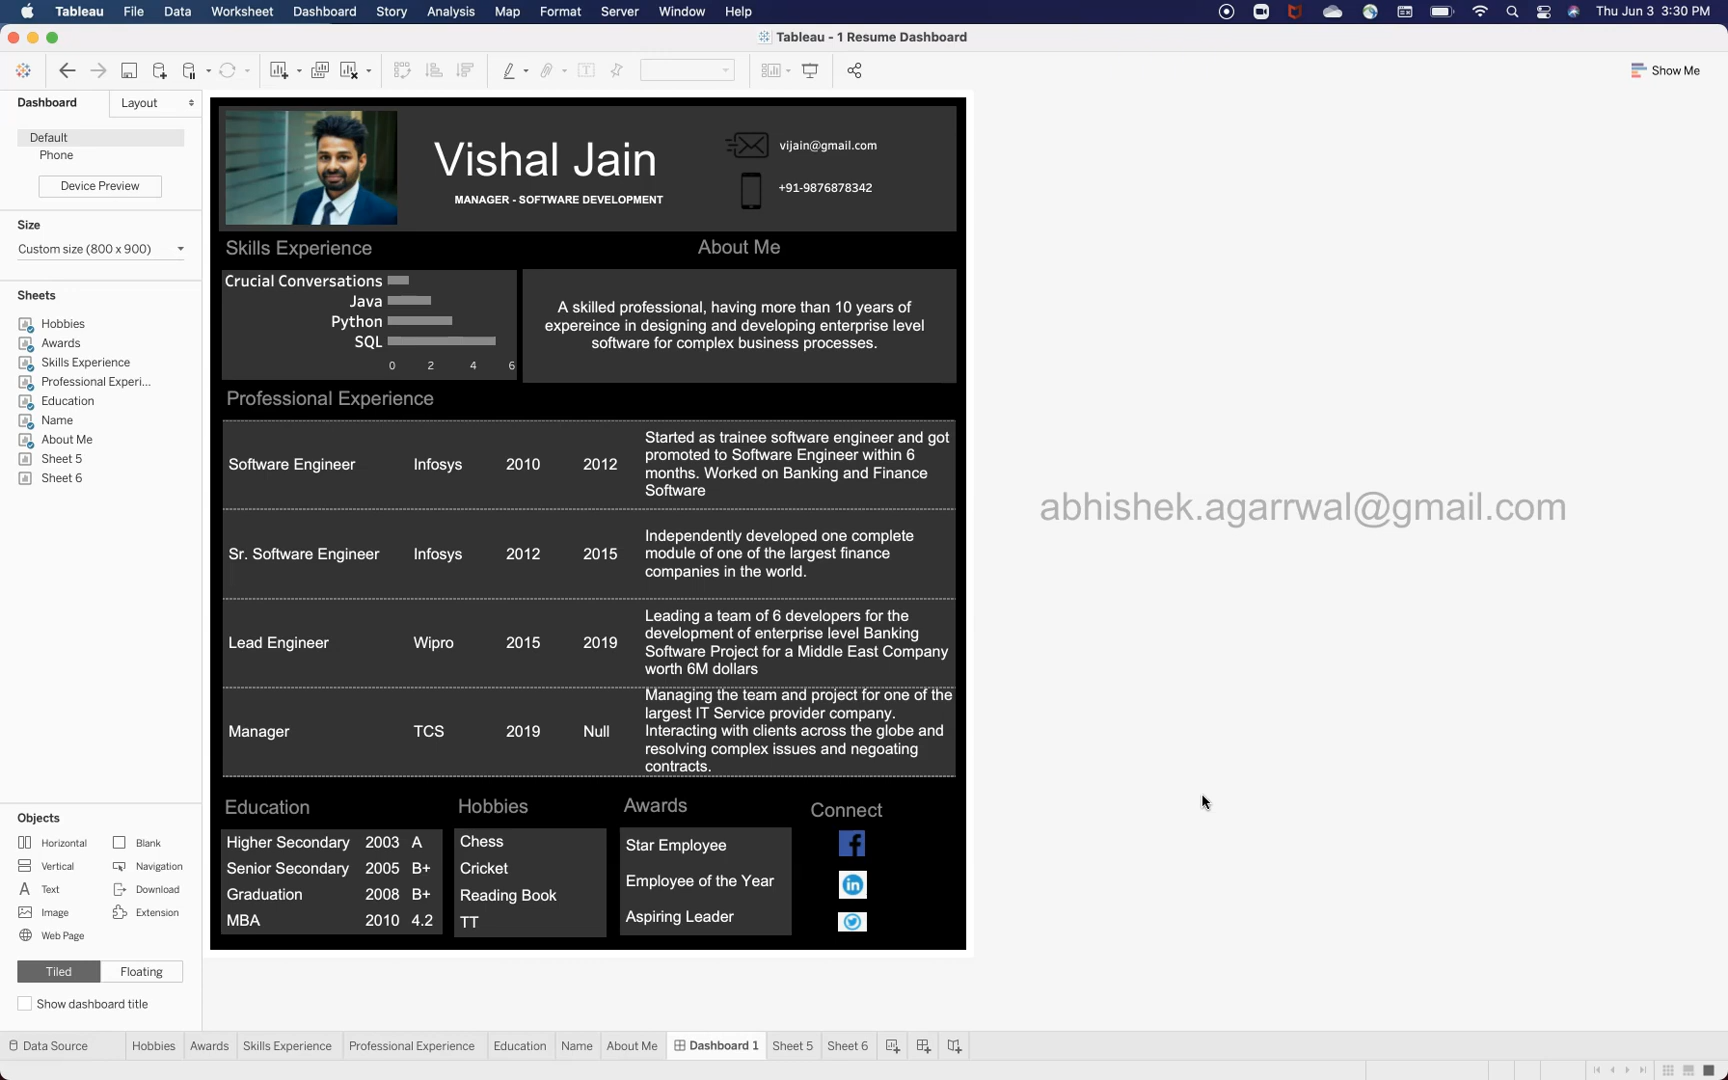 Tableau File Data Worksheet Dashboard Story Analysis Map Format Server Window Help Thu Jun 3 3:30 PM
Tableau - 1 Resume Dashboard
Show Me
Dashboard Layout
Default
Phone
Device Preview
Size
Custom size (800 x 900)
Sheets
Hobbies
Awards
Skills Experience
Professional Experi...
Education
Name
About Me
Sheet 5
Sheet 6
Objects
Horizontal Blank
Vertical Navigation
Text Download
Image Extension
Web Page
Tiled Floating
Show dashboard title
Vishal Jain
MANAGER - SOFTWARE DEVELOPMENT
vijain@gmail.com
+91-9876878342
Skills Experience
Crucial Conversations
Java
Python
SQL
0 2 4 6
About Me
A skilled professional, having more than 10 years of
expereince in designing and developing enterprise level
software for complex business processes.
Professional Experience
Software Engineer Infosys 2010 2012
Started as trainee software engineer and got
promoted to Software Engineer within 6
months. Worked on Banking and Finance
Software
Sr. Software Engineer Infosys 2012 2015
Independently developed one complete
module of one of the largest finance
companies in the world.
Lead Engineer Wipro 2015 2019
Leading a team of 6 developers for the
development of enterprise level Banking
Software Project for a Middle East Company
worth 6M dollars
Manager TCS 2019 Null
Managing the team and project for one of the
largest IT Service provider company.
Interacting with clients across the globe and
resolving complex issues and negoating
contracts.
Education
Higher Secondary 2003 A
Senior Secondary 2005 B+
Graduation 2008 B+
MBA 2010 4.2
Hobbies
Chess
Cricket
Reading Book
TT
Awards
Star Employee
Employee of the Year
Aspiring Leader
Connect
f
in
abhishek.agarrwal@gmail.com
Data Source Hobbies Awards Skills Experience Professional Experience Education Name About Me Dashboard 1 Sheet 5 Sheet 6